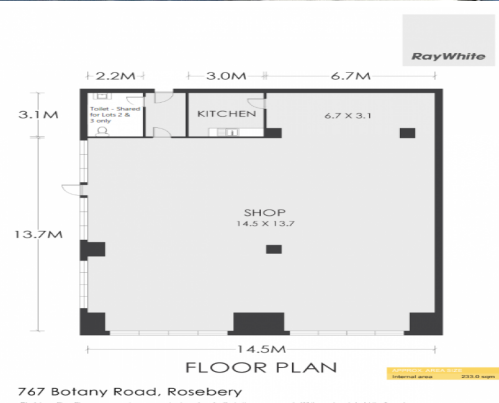 RayWhite
2.2M
3.0M
6.7M
3.1M
Toilet - Shared
for Lots 2 &
3 only
KITCHEN
6.7 X 3.1
13.7M
SHOP
14.5 X 13.7
14.5M
FLOOR PLAN
Internal area 233.0 sqm
767 Botany Road, Rosebery